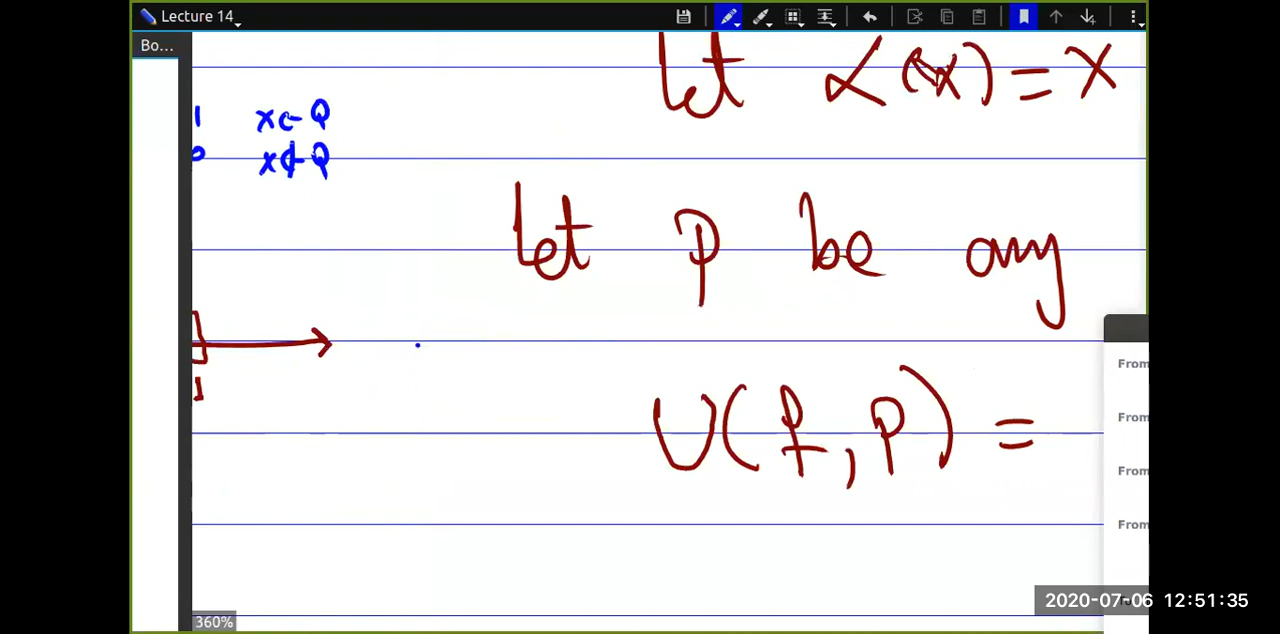 Lecture 14
Bo...
let α(x) = x
1 x∈Q
0 x∉Q
let P be any
1
U(f,P) =
From
From
From
From
360%
2020-07-06 12:51:35